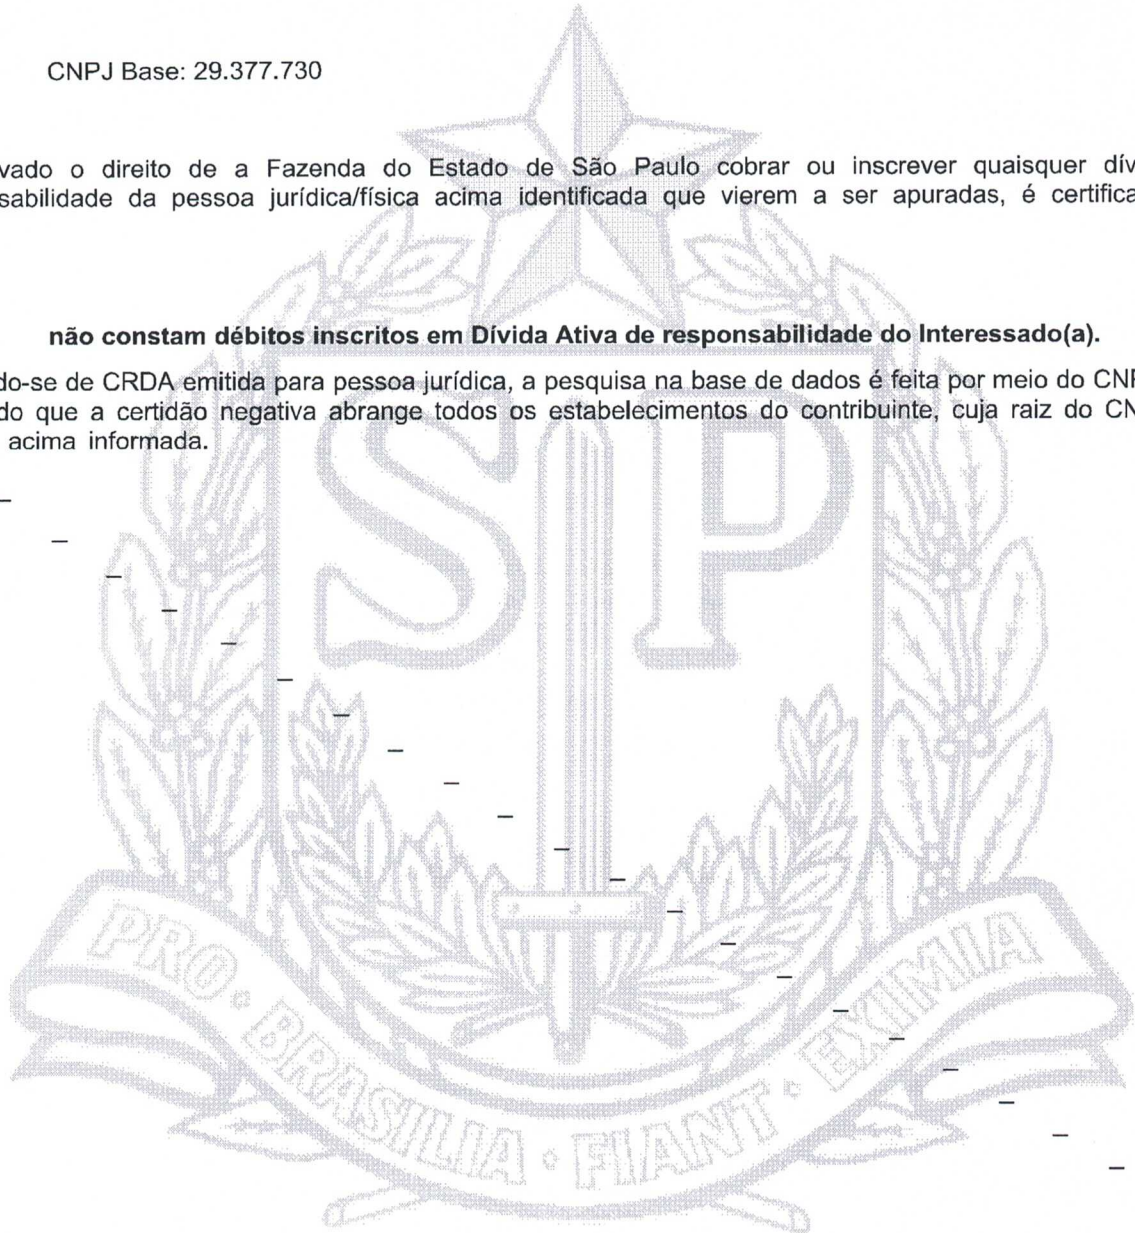 CNPJ Base: 29.377.730
vado o direito de a Fazenda do Estado de São Paulo cobrar ou inscrever quaisquer dív
sabilidade da pessoa jurídica/física acima identificada que vierem a ser apuradas, é certifica
não constam débitos inscritos em Dívida Ativa de responsabilidade do Interessado(a).
do-se de CRDA emitida para pessoa jurídica, a pesquisa na base de dados é feita por meio do CNP
do que a certidão negativa abrange todos os estabelecimentos do contribuinte, cuja raiz do CN
acima informada.
SP
PRO • BRASILIA • FIANT • EXIMIA